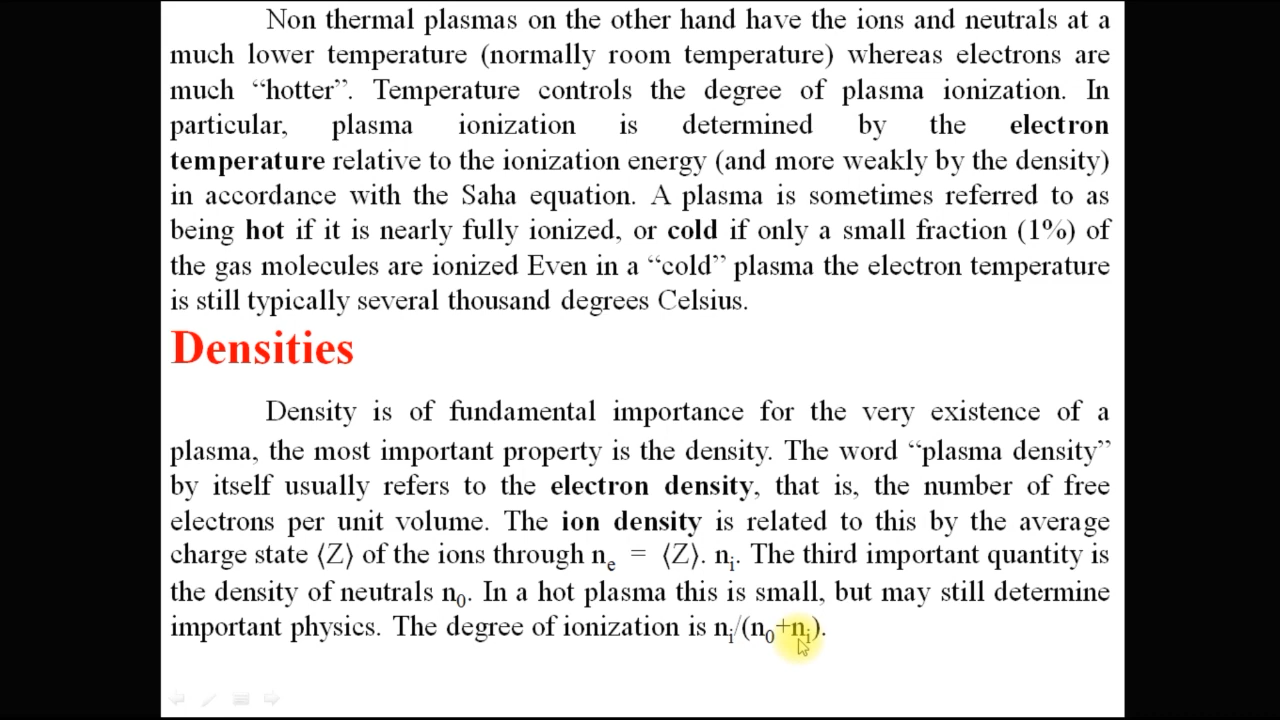 Non thermal plasmas on the other hand have the ions and neutrals at a
much lower temperature (normally room temperature) whereas electrons are
much “hotter”. Temperature controls the degree of plasma ionization. In
particular, plasma ionization is determined by the electron
temperature relative to the ionization energy (and more weakly by the density)
in accordance with the Saha equation. A plasma is sometimes referred to as
being hot if it is nearly fully ionized, or cold if only a small fraction (1%) of
the gas molecules are ionized Even in a “cold” plasma the electron temperature
is still typically several thousand degrees Celsius.
Densities
Density is of fundamental importance for the very existence of a
plasma, the most important property is the density. The word “plasma density”
by itself usually refers to the electron density, that is, the number of free
electrons per unit volume. The ion density is related to this by the average
charge state ⟨Z⟩ of the ions through nₑ = ⟨Z⟩. nᵢ. The third important quantity is
the density of neutrals n₀. In a hot plasma this is small, but may still determine
important physics. The degree of ionization is nᵢ/(n₀+nᵢ).